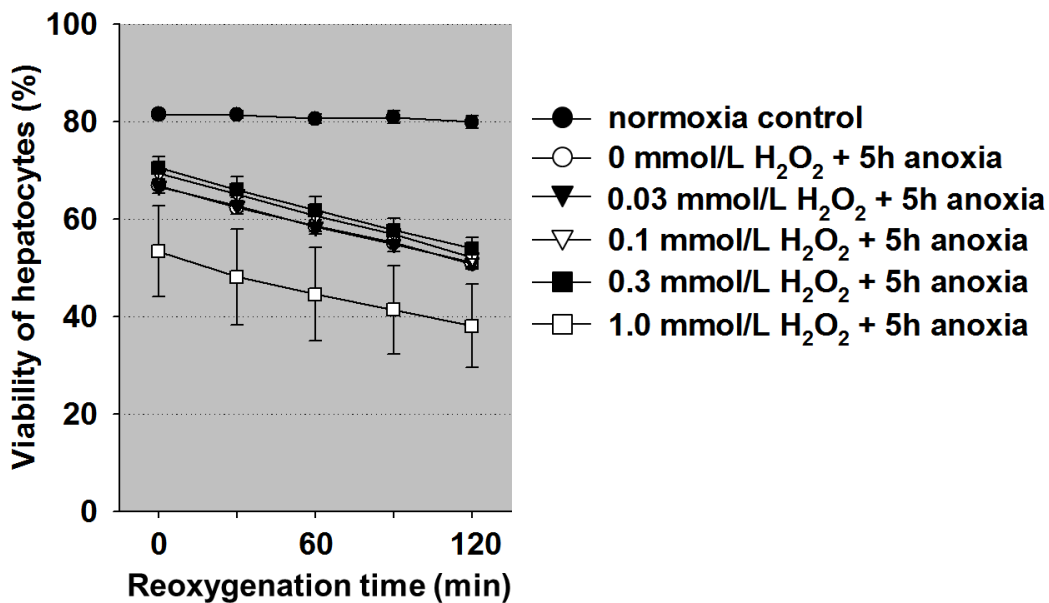 Viability of hepatocytes (%)
100
80
60
40
20
0
0 60 120
Reoxygenation time (min)
normoxia control
0 mmol/L H₂O₂ + 5h anoxia
0.03 mmol/L H₂O₂ + 5h anoxia
0.1 mmol/L H₂O₂ + 5h anoxia
0.3 mmol/L H₂O₂ + 5h anoxia
1.0 mmol/L H₂O₂ + 5h anoxia